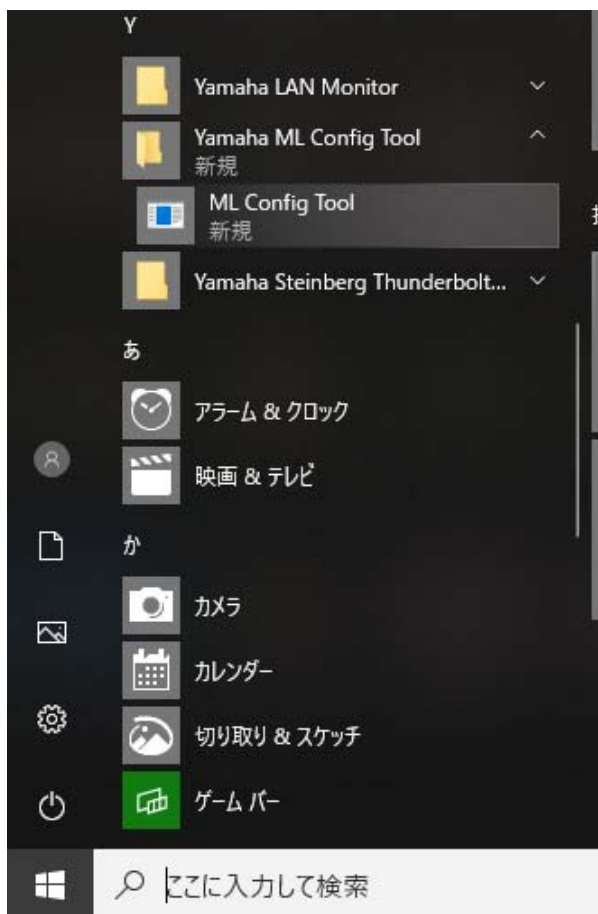 Y
Yamaha LAN Monitor
Yamaha ML Config Tool
新規
ML Config Tool
新規
Yamaha Steinberg Thunderbolt...
あ
アラーム & クロック
映画 & テレビ
か
カメラ
カレンダー
切り取り & スケッチ
ゲーム バー
ここに入力して検索